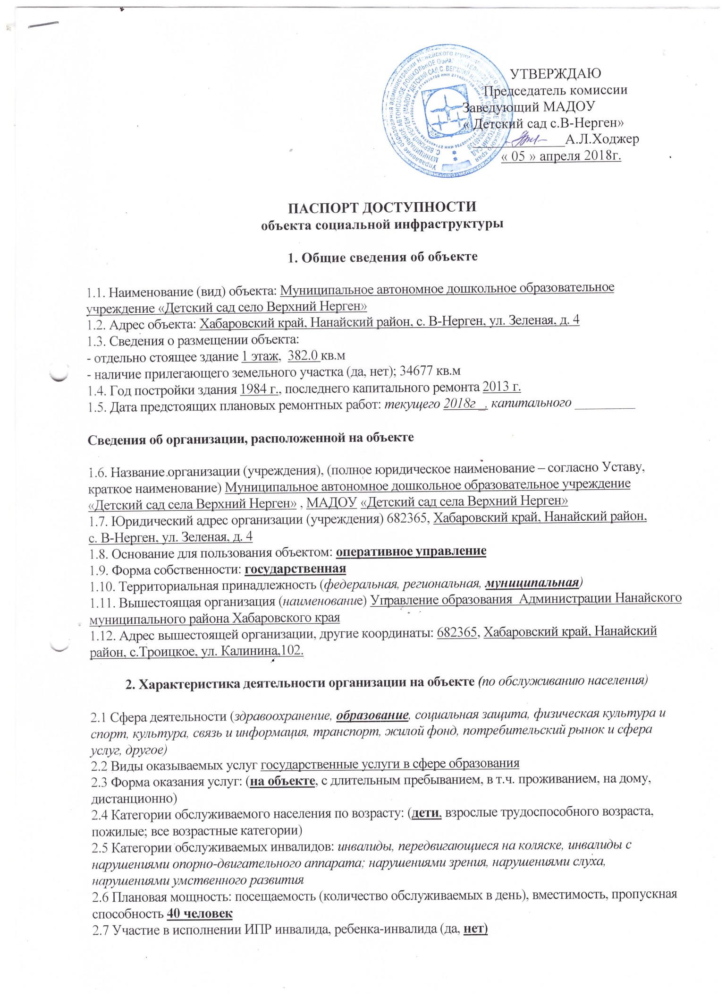 УТВЕРЖДАЮ
Председатель комиссии
Заведующий МАДОУ
« Детский сад с.В-Нерген»
______________А.Л.Ходжер
« 05 » апреля 2018г.
ПАСПОРТ ДОСТУПНОСТИ
объекта социальной инфраструктуры
1. Общие сведения об объекте
1.1. Наименование (вид) объекта: Муниципальное автономное дошкольное образовательное
учреждение «Детский сад село Верхний Нерген»
1.2. Адрес объекта: Хабаровский край, Нанайский район, с. В-Нерген, ул. Зеленая, д. 4
1.3. Сведения о размещении объекта:
- отдельно стоящее здание 1 этаж,  382.0 кв.м
- наличие прилегающего земельного участка (да, нет); 34677 кв.м
1.4. Год постройки здания 1984 г., последнего капитального ремонта 2013 г.
1.5. Дата предстоящих плановых ремонтных работ: текущего 2018г _, капитального _________
Сведения об организации, расположенной на объекте
1.6. Название организации (учреждения), (полное юридическое наименование – согласно Уставу,
краткое наименование) Муниципальное автономное дошкольное образовательное учреждение
«Детский сад села Верхний Нерген» , МАДОУ «Детский сад села Верхний Нерген»
1.7. Юридический адрес организации (учреждения) 682365, Хабаровский край, Нанайский район,
с. В-Нерген, ул. Зеленая, д. 4
1.8. Основание для пользования объектом: оперативное управление
1.9. Форма собственности: государственная
1.10. Территориальная принадлежность (федеральная, региональная, муниципальная)
1.11. Вышестоящая организация (наименование) Управление образования  Администрации Нанайского
муниципального района Хабаровского края
1.12. Адрес вышестоящей организации, другие координаты: 682365, Хабаровский край, Нанайский
район, с.Троицкое, ул. Калинина,102.
2. Характеристика деятельности организации на объекте (по обслуживанию населения)
2.1 Сфера деятельности (здравоохранение, образование, социальная защита, физическая культура и
спорт, культура, связь и информация, транспорт, жилой фонд, потребительский рынок и сфера
услуг, другое)
2.2 Виды оказываемых услуг государственные услуги в сфере образования
2.3 Форма оказания услуг: (на объекте, с длительным пребыванием, в т.ч. проживанием, на дому,
дистанционно)
2.4 Категории обслуживаемого населения по возрасту: (дети, взрослые трудоспособного возраста,
пожилые; все возрастные категории)
2.5 Категории обслуживаемых инвалидов: инвалиды, передвигающиеся на коляске, инвалиды с
нарушениями опорно-двигательного аппарата; нарушениями зрения, нарушениями слуха,
нарушениями умственного развития
2.6 Плановая мощность: посещаемость (количество обслуживаемых в день), вместимость, пропускная
способность 40 человек
2.7 Участие в исполнении ИПР инвалида, ребенка-инвалида (да, нет)